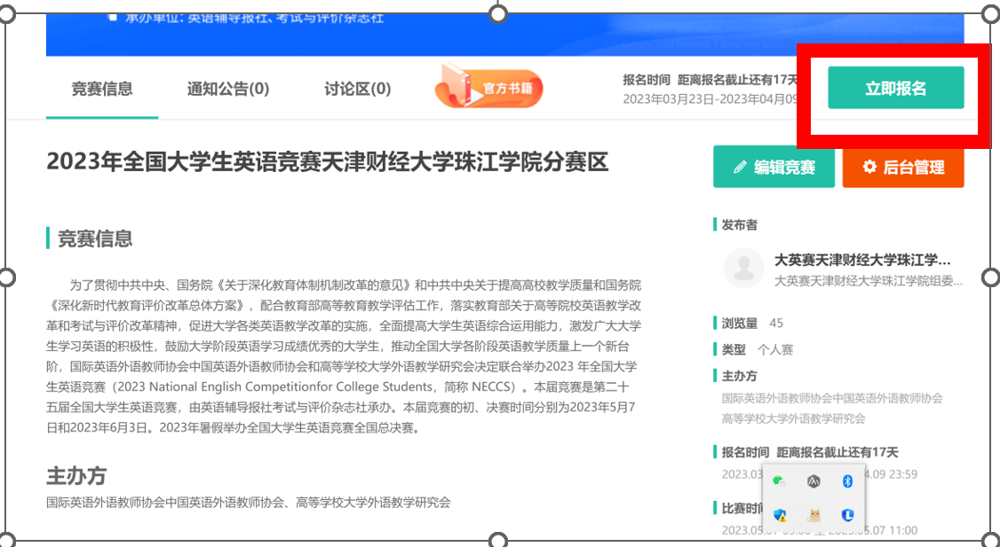 承办单位：英语辅导报社、考试与评价杂志社
竞赛信息
通知公告(0)
讨论区(0)
官方书籍
报名时间 距离报名截止还有17天
2023年03月23日-2023年04月09
立即报名
2023年全国大学生英语竞赛天津财经大学珠江学院分赛区
编辑竞赛
后台管理
竞赛信息
为了贯彻中共中央、国务院《关于深化教育体制机制改革的意见》和中共中央关于提高高校教学质量和国务院
《深化新时代教育评价改革总体方案》，配合教育部高等教育教学评估工作，落实教育部关于高等院校英语教学改
革和考试与评价改革精神，促进大学各类英语教学改革的实施，全面提高大学生英语综合运用能力，激发广大大学
生学习英语的积极性，鼓励大学阶段英语学习成绩优秀的大学生，推动全国大学各阶段英语教学质量上一个新台
阶，国际英语外语教师协会中国英语外语教师协会和高等学校大学外语教学研究会决定联合举办2023 年全国大学
生英语竞赛（2023 National English Competitionfor College Students，简称 NECCS）。本届竞赛是第二十
五届全国大学生英语竞赛，由英语辅导报社考试与评价杂志社承办。本届竞赛的初、决赛时间分别为2023年5月7
日和2023年6月3日。2023年暑假举办全国大学生英语竞赛全国总决赛。
主办方
国际英语外语教师协会中国英语外语教师协会、高等学校大学外语教学研究会
发布者
大英赛天津财经大学珠江学...
大英赛天津财经大学珠江学院组委...
浏览量 45
类型 个人赛
主办方
国际英语外语教师协会中国英语外语教师协会
高等学校大学外语教学研究会
报名时间 距离报名截止还有17天
2023.03 4.09 23:59
比赛时间
2023.05.07 09:00 至 2023.05.07 11:00